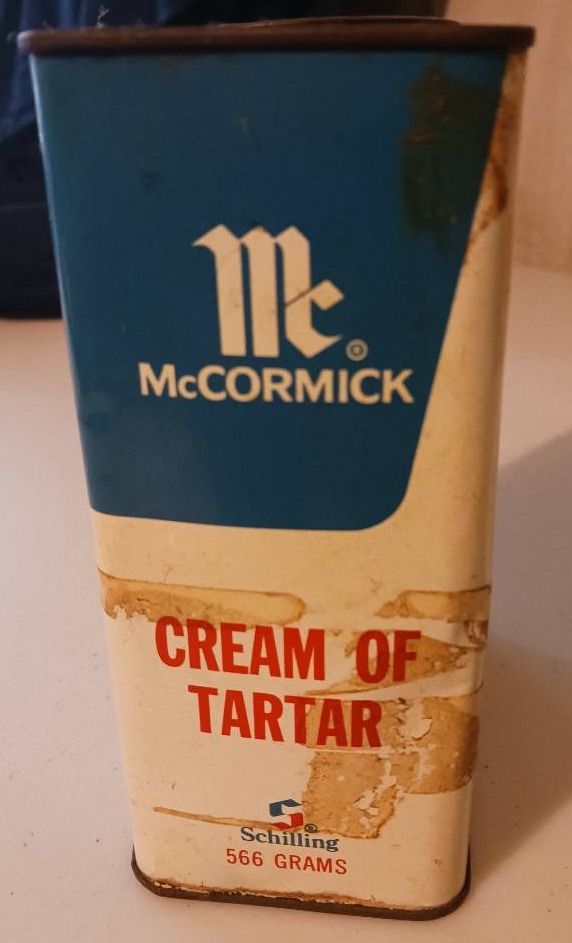 Mc ®
McCORMICK
CREAM OF
TARTAR
S ®
Schilling
566 GRAMS